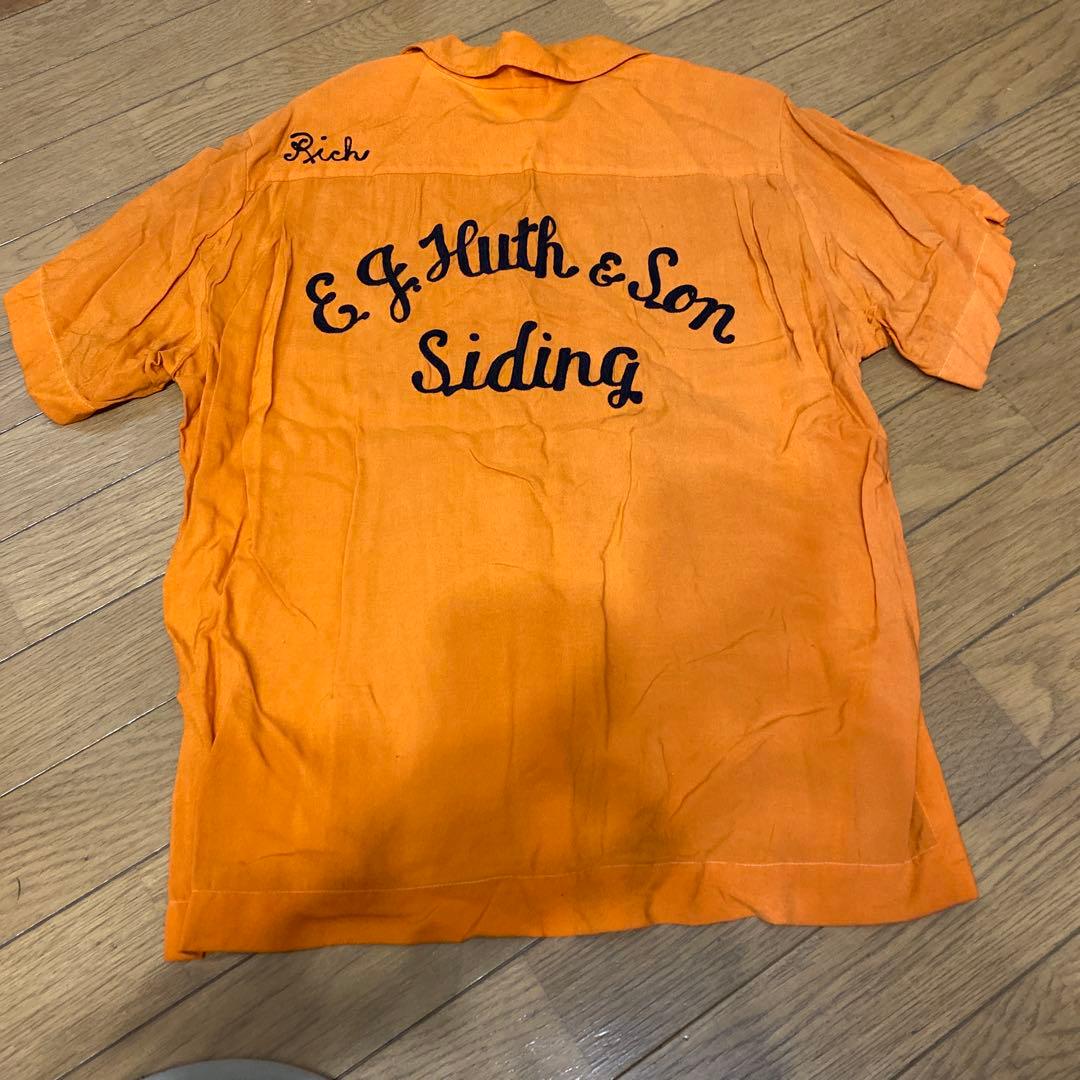 Rich
E. J. Huth & Son
Siding